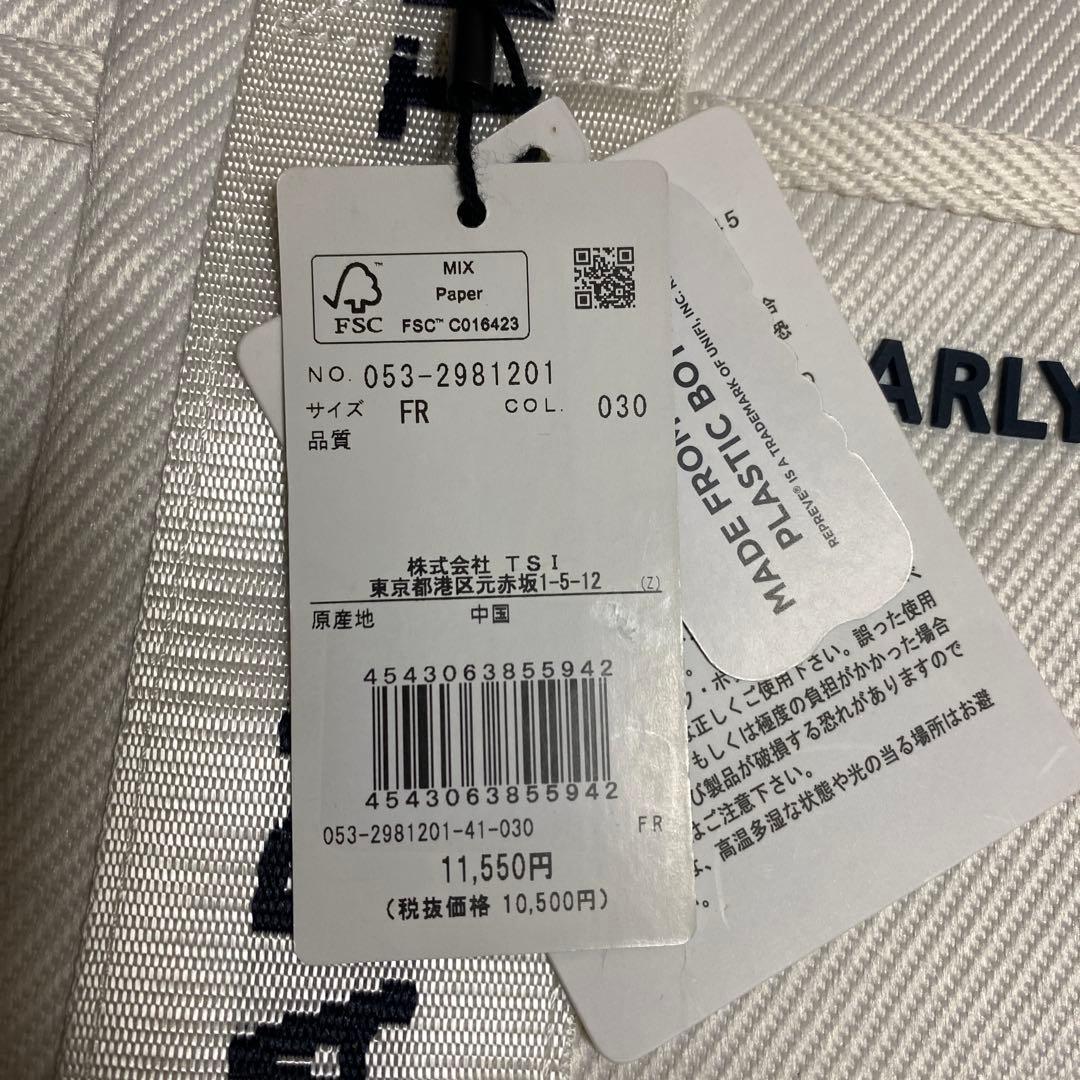 MIX
Paper
FSC
FSC™ C016423
NO. 053-2981201
サイズ FR COL. 030
品質
株式会社 TSI
東京都港区元赤坂1-5-12 (Z)
原産地 中国
4543063855942
4543063855942
053-2981201-41-030 FR
11,550円
(税抜価格 10,500円)
MADE FROM
PLASTIC
REPREVE® IS A TRADEMARK OF UNIFI, INC.
正しくご使用下さい。誤った使用
もしくは極度の負担がかかった場合
び製品が破損する恐れがありますので
はご注意下さい。
、高温多湿な状態や光の当る場所はお避
ARLY